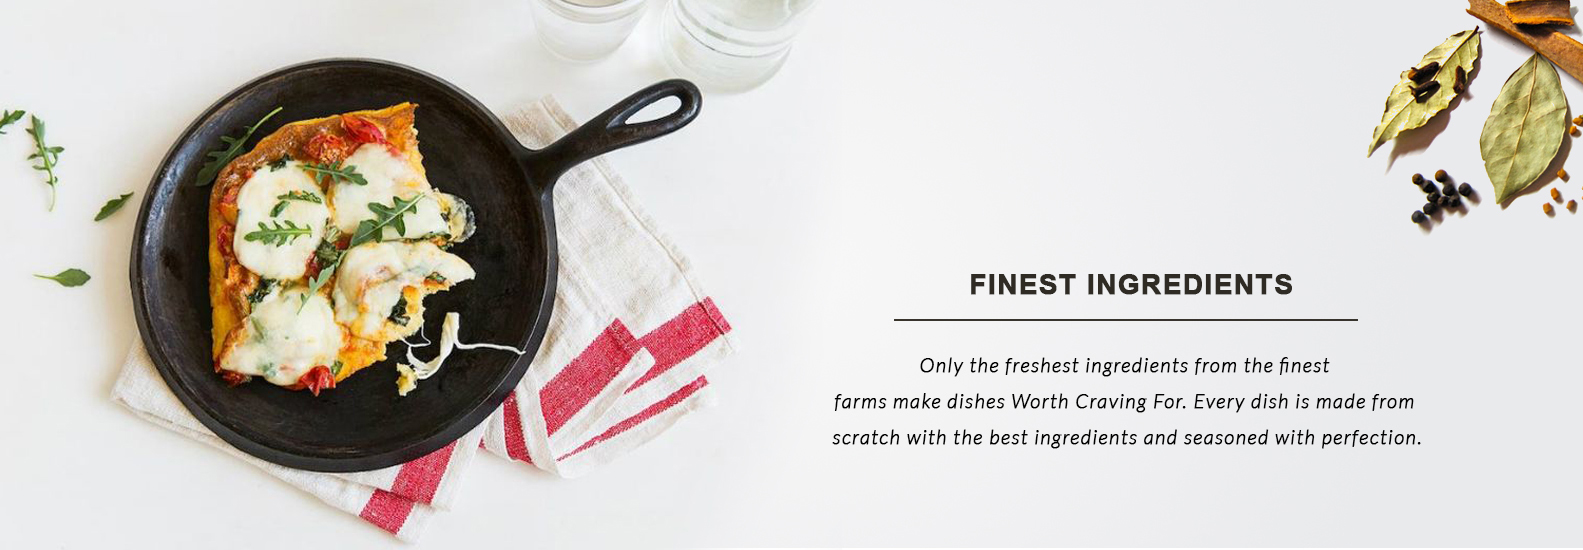 FINEST INGREDIENTS
Only the freshest ingredients from the finest
farms make dishes Worth Craving For. Every dish is made from
scratch with the best ingredients and seasoned with perfection.